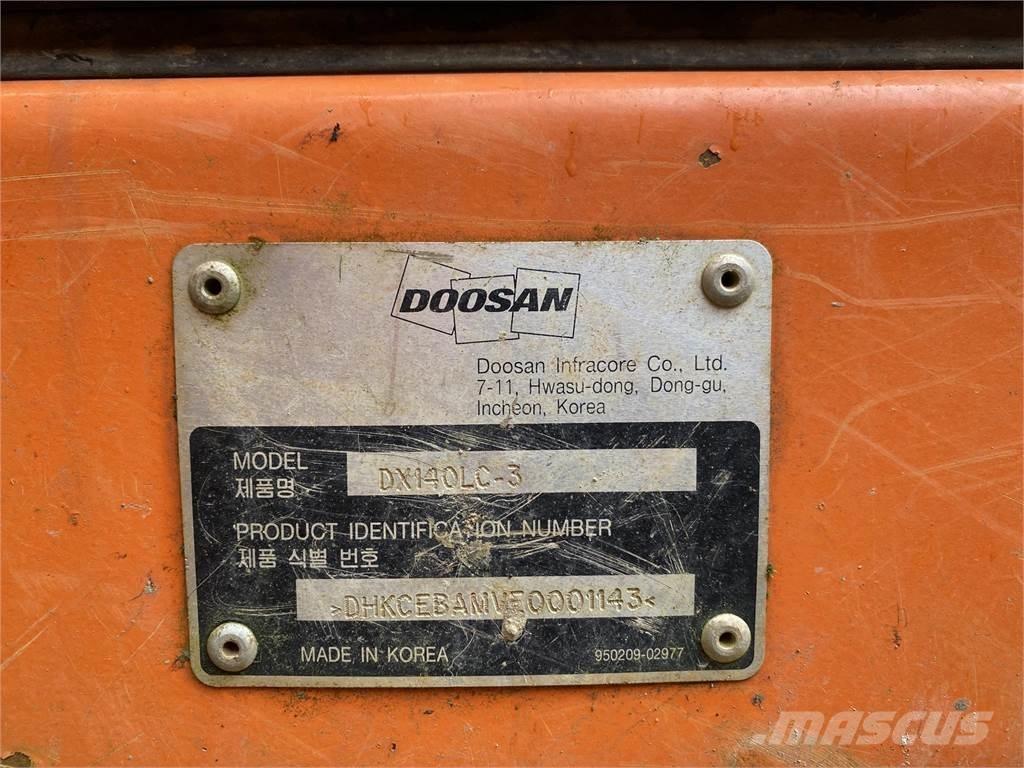 DOOSAN
Doosan Infracore Co., Ltd.
7-11, Hwasu-dong, Dong-gu,
Incheon, Korea
MODEL DX140LC-3
제품명
PRODUCT IDENTIFICATION NUMBER
제품 식별 번호
>DHKCEBAMVE0001143<
MADE IN KOREA 950209-02977
MASCUS